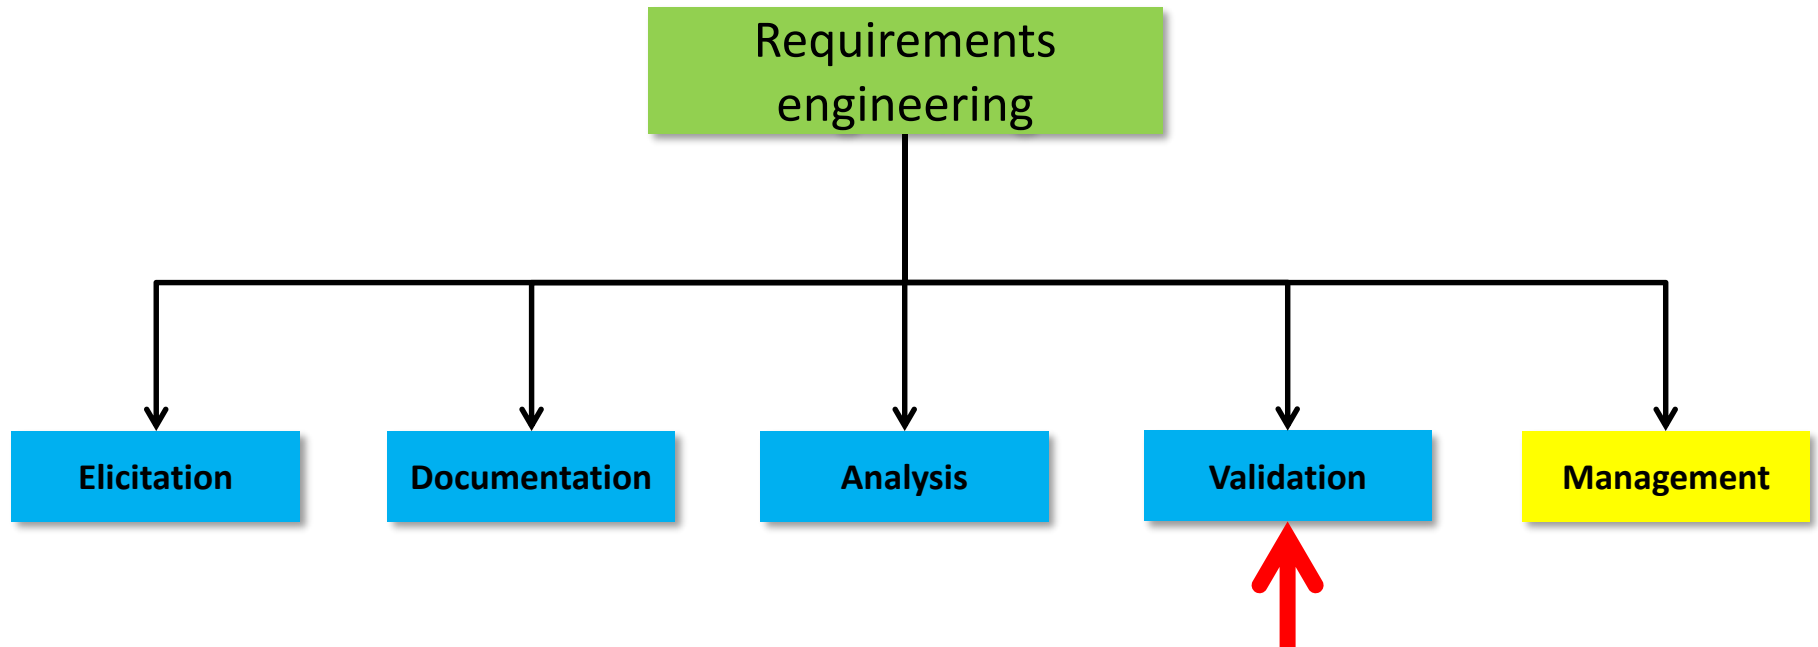 Requirements
engineering
Elicitation
Documentation
Analysis
Validation
Management